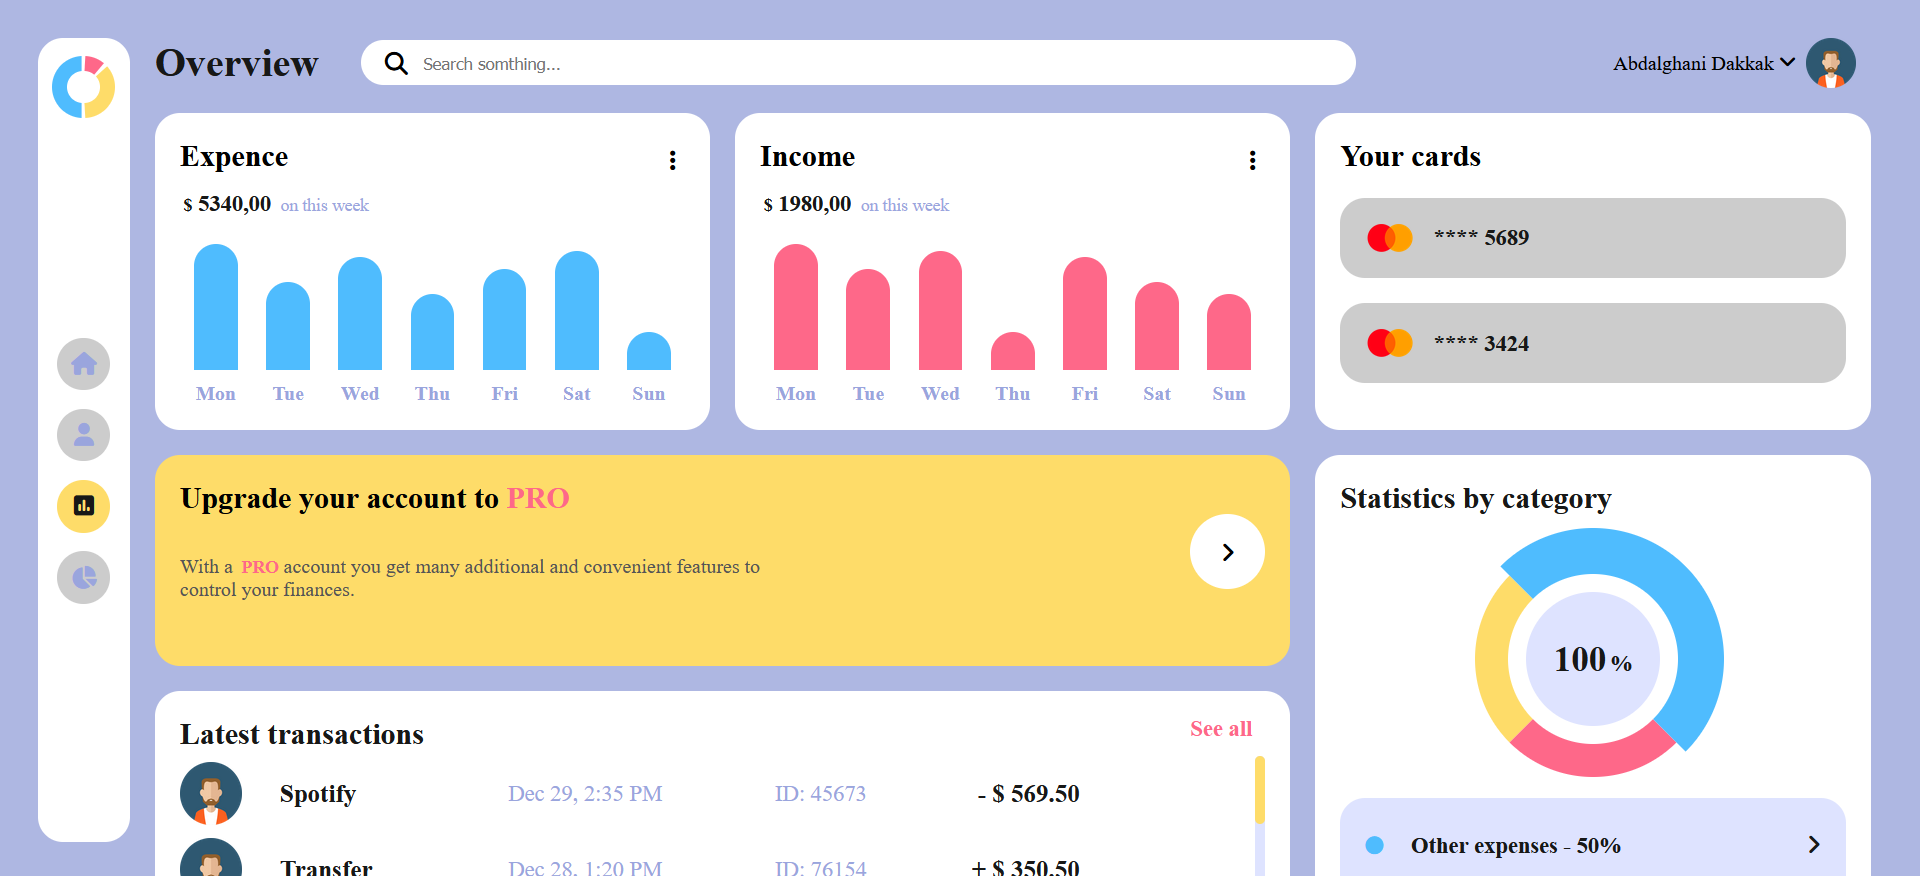 Overview
Search somthing...
Abdalghani Dakkak
Expence
$ 5340,00 on this week
Mon Tue Wed Thu Fri Sat Sun
Income
$ 1980,00 on this week
Mon Tue Wed Thu Fri Sat Sun
Your cards
**** 5689
**** 3424
Upgrade your account to PRO
With a PRO account you get many additional and convenient features to
control your finances.
Statistics by category
100 %
Other expenses - 50%
Latest transactions
See all
Spotify Dec 29, 2:35 PM ID: 45673 - $ 569.50
Transfer Dec 28, 1:20 PM ID: 76154 + $ 350.50